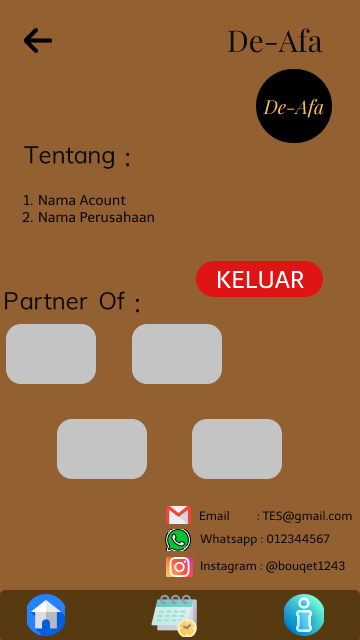 De-Afa
De-Afa
Tentang :
1. Nama Acount
2. Nama Perusahaan
KELUAR
Partner Of :
Email : TES@gmail.com
Whatsapp : 012344567
Instagram : @bouqet1243